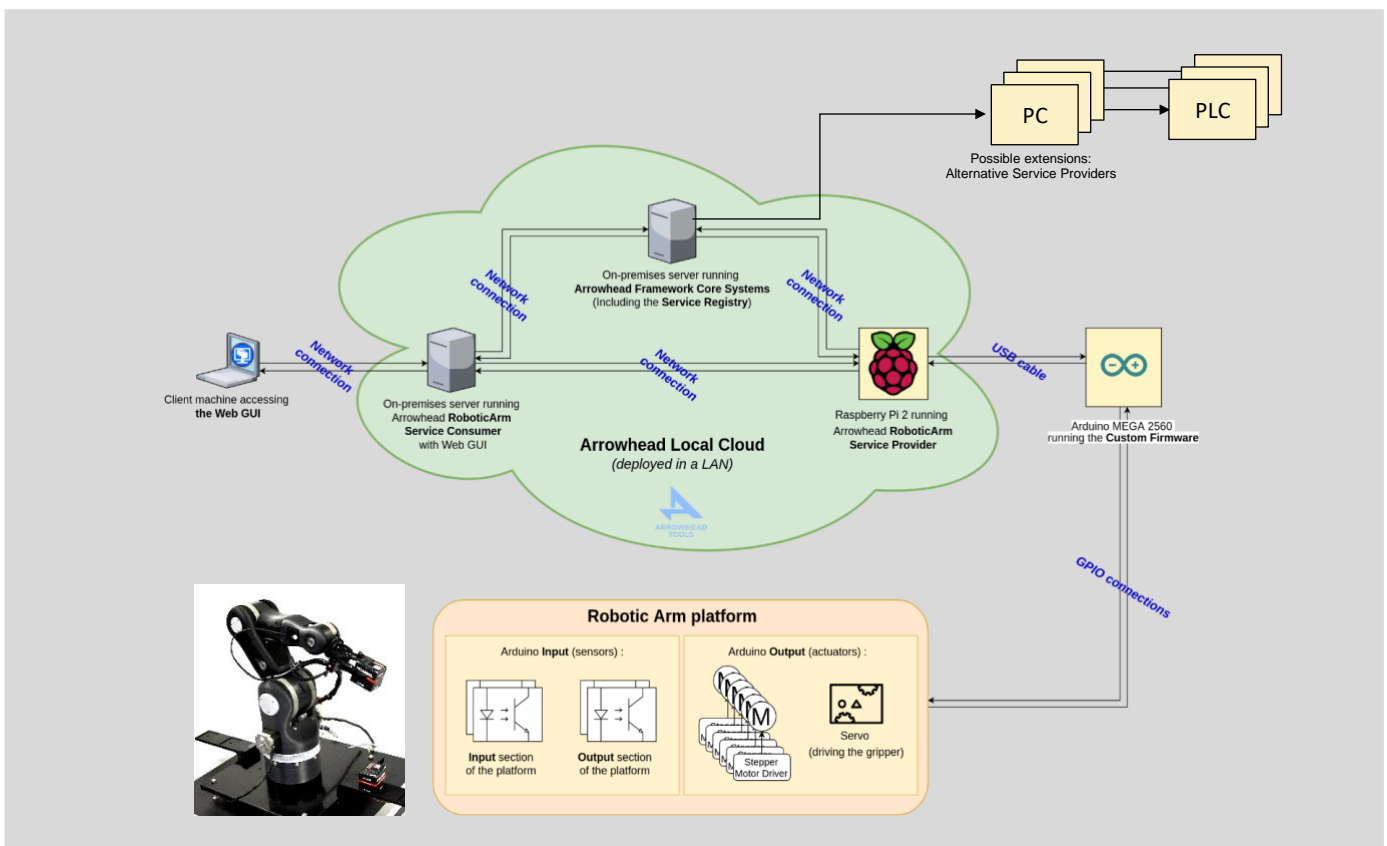 PC
PLC
Possible extensions:
Alternative Service Providers
On-premises server running
Arrowhead Framework Core Systems
(Including the Service Registry)
Network
connection
Network
connection
Network
connection
Network
connection
USB cable
Client machine accessing
the Web GUI
On-premises server running
Arrowhead RoboticArm
Service Consumer
with Web GUI
Raspberry Pi 2 running
Arrowhead RoboticArm
Service Provider
Arduino MEGA 2560
running the Custom Firmware
Arrowhead Local Cloud
(deployed in a LAN)
ARROWHEAD
TOOLS
GPIO connections
Robotic Arm platform
Arduino Input (sensors) :
Arduino Output (actuators) :
M
Input section
of the platform
Output section
of the platform
Stepper
Motor Driver
Servo
(driving the gripper)